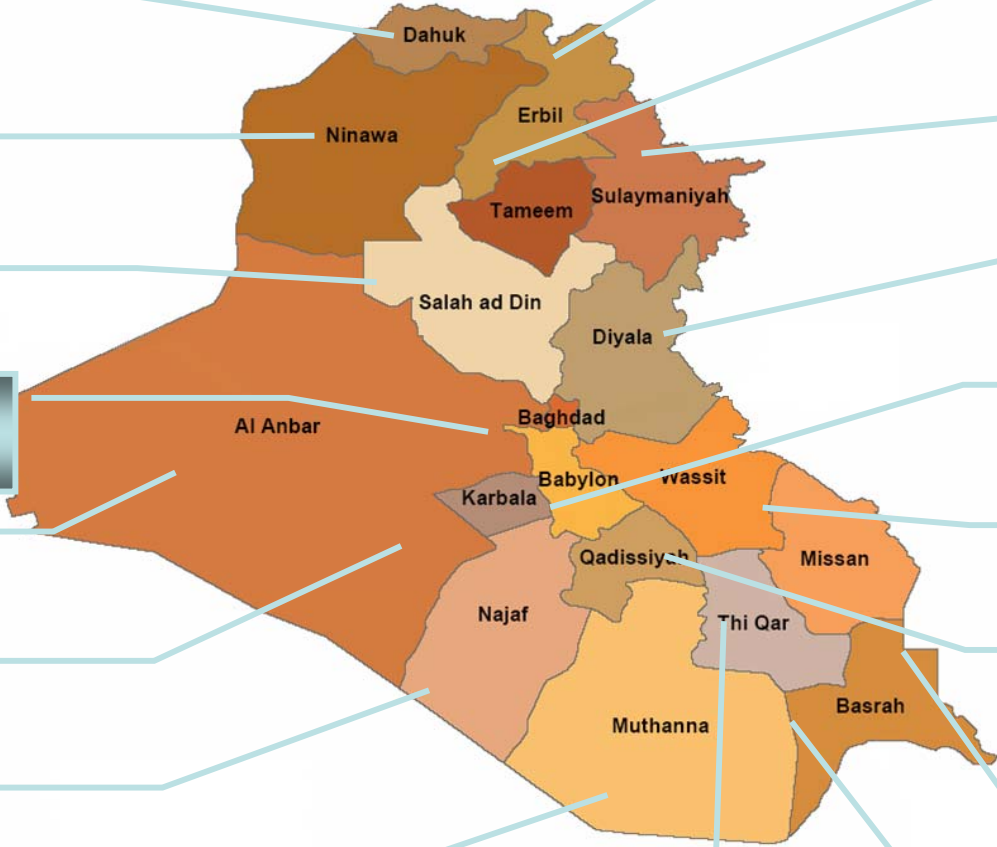 Dahuk
Erbil
Ninawa
Sulaymaniyah
Tameem
Salah ad Din
Diyala
Baghdad
Al Anbar
Babylon
Wassit
Karbala
Qadissiyah
Missan
Najaf
Thi Qar
Basrah
Muthanna